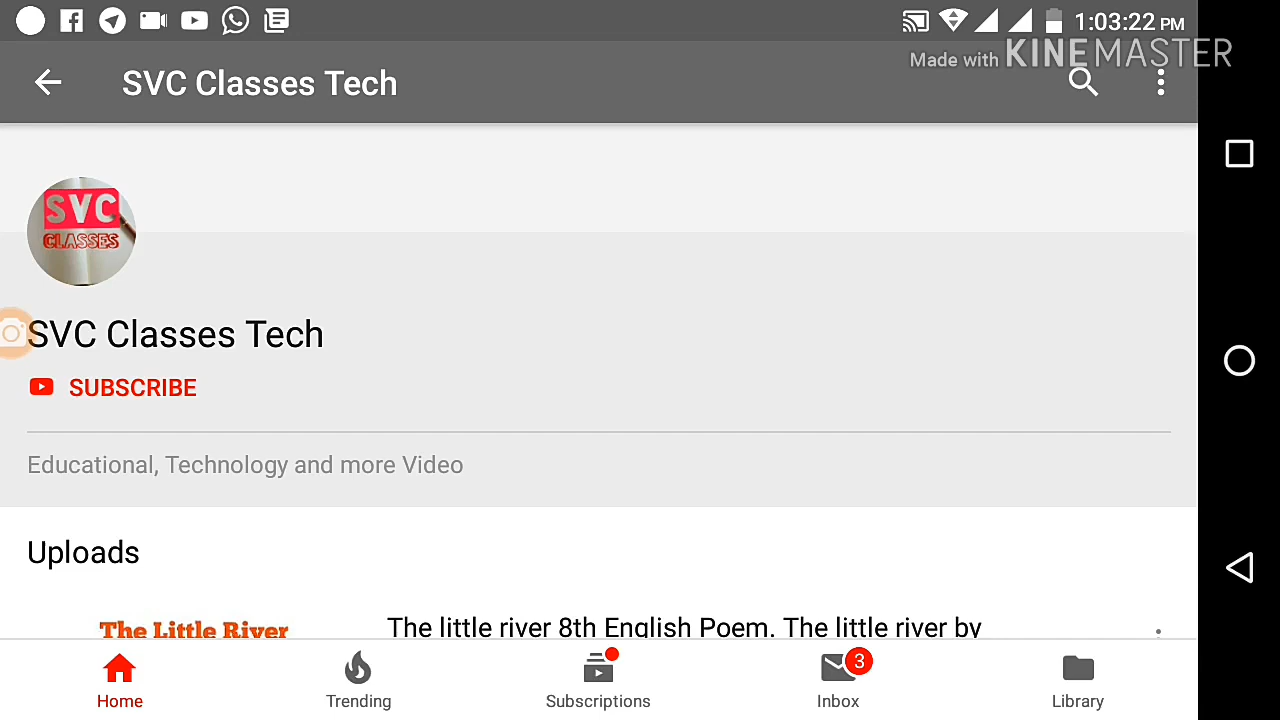 1:03:22 PM
Made with KINEMASTER
SVC Classes Tech
SVC
CLASSES
SVC Classes Tech
SUBSCRIBE
Educational, Technology and more Video
Uploads
The Little River
The little river 8th English Poem. The little river by
3
Home
Trending
Subscriptions
Inbox
Library